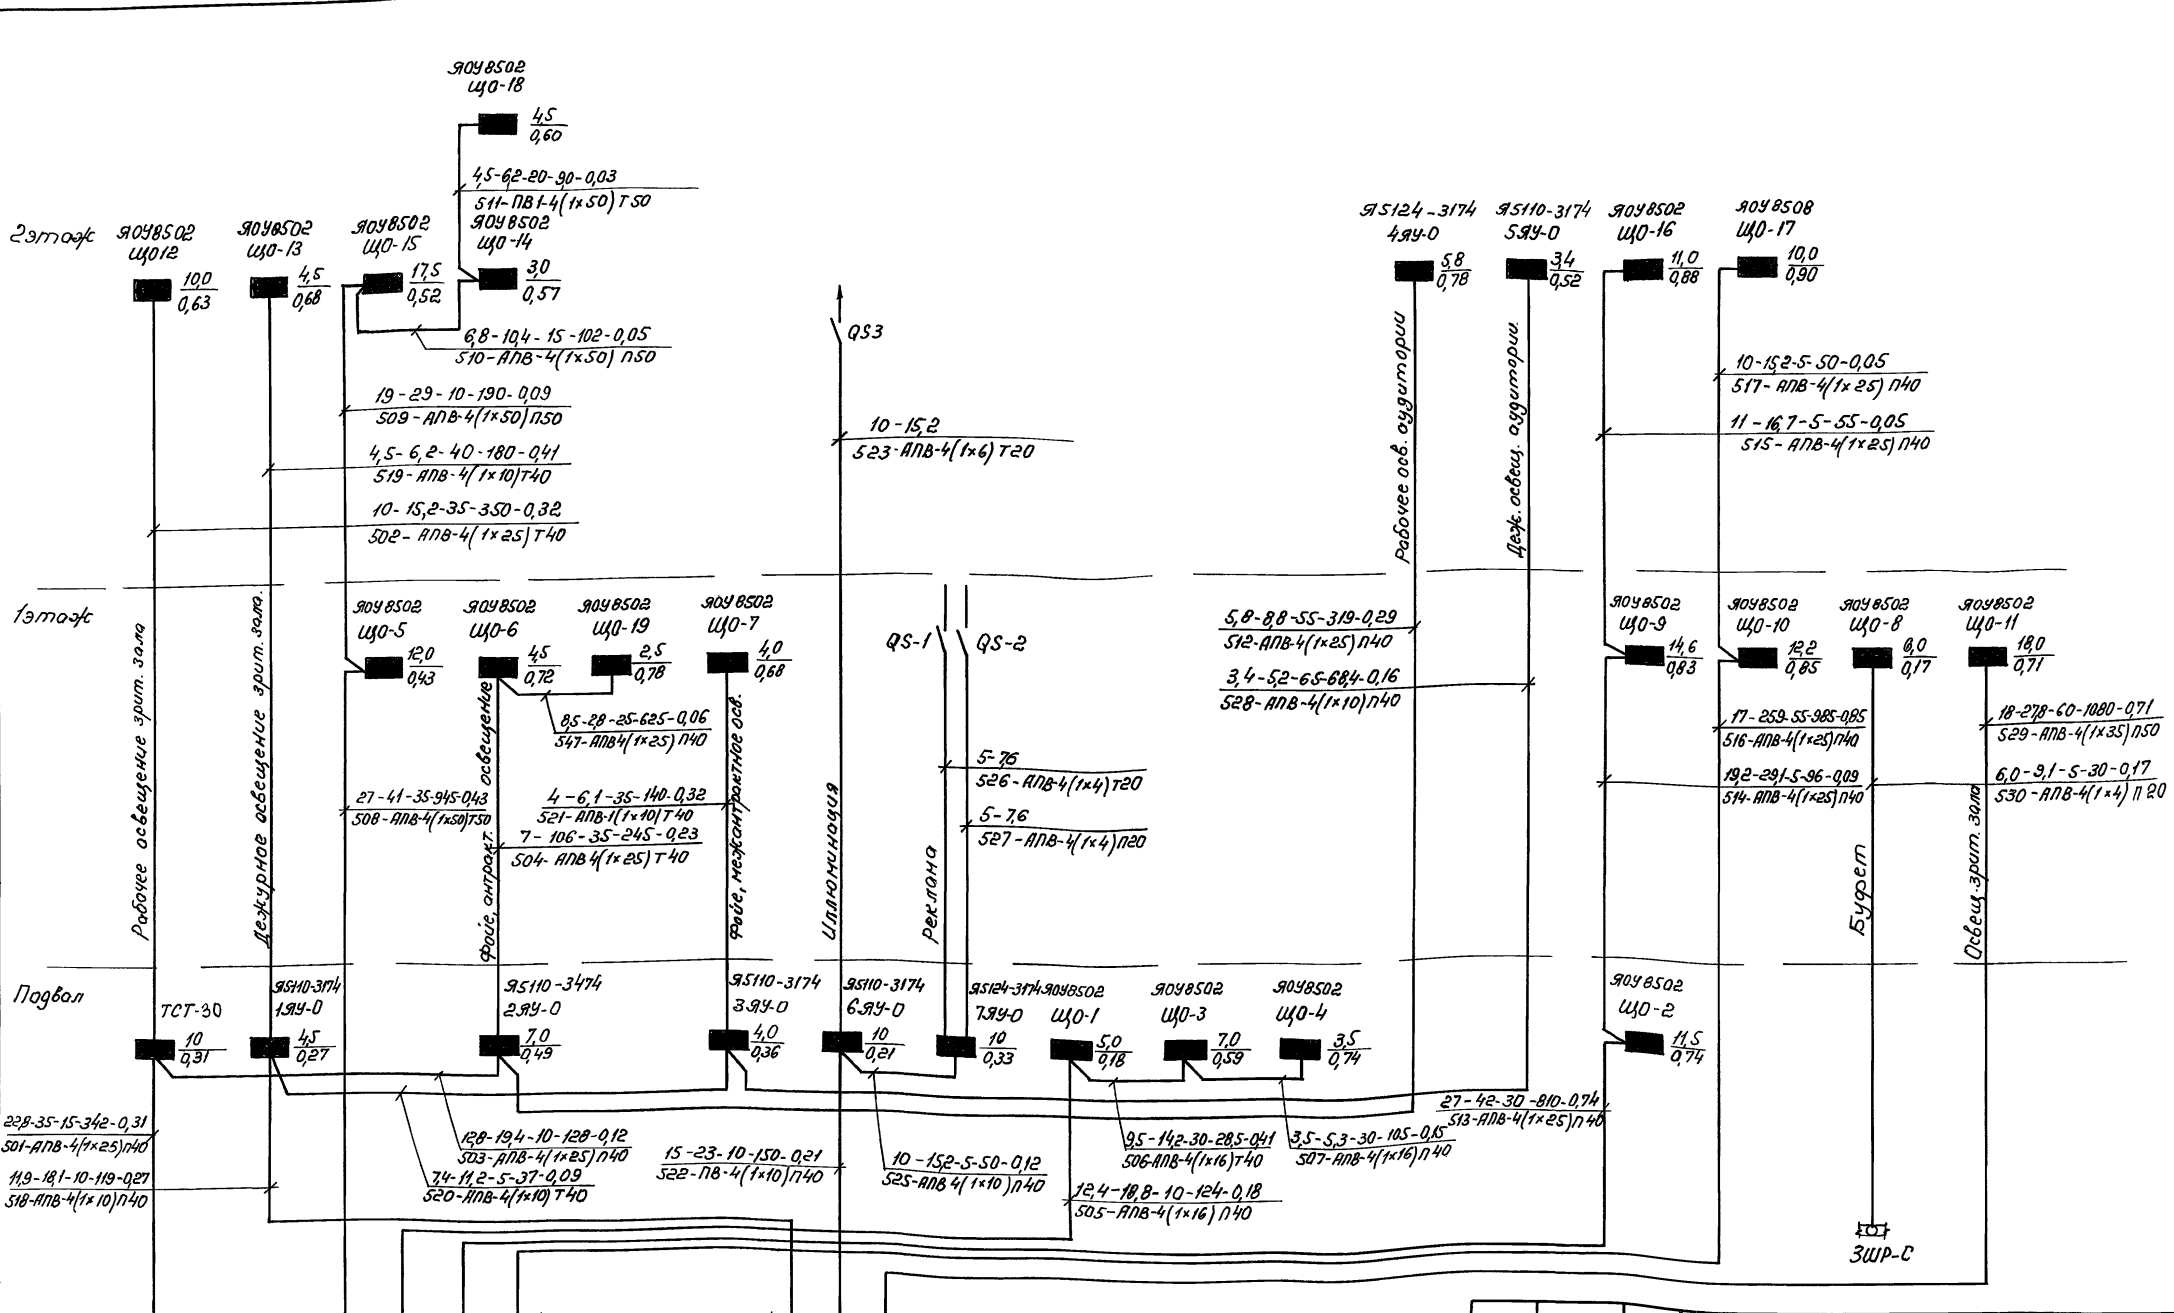 ЯОУ8502
ЩО-18
4,5
0,60
4,5-6,2-20-90-0,03
511-ПВ1-4(1×50)Т50
2этаж
ЯОУ8502
ЩО12
10,0
0,63
ЯОУ8502
ЩО-13
4,5
0,68
ЯОУ8502
ЩО-15
17,5
0,52
ЯОУ8502
ЩО-14
3,0
0,57
6,8-10,4-15-102-0,05
510-АПВ-4(1×50)П50
19-29-10-190-0,09
509-АПВ-4(1×50)П50
4,5-6,2-40-180-0,41
519-АПВ-4(1×10)Т40
10-15,2-35-350-0,32
502-АПВ-4(1×25)Т40
QS3
10-15,2
523-АПВ-4(1×6)Т20
Я5124-3174
4ЯУ-О
5,8
0,78
Я5110-3174
5ЯУ-О
3,4
0,52
ЯОУ8502
ЩО-16
11,0
0,88
ЯОУ8508
ЩО-17
10,0
0,90
10-15,2-5-50-0,05
517-АПВ-4(1×25)П40
11-16,7-5-55-0,05
515-АПВ-4(1×25)П40
Рабочее осв. аудитории
Деж. освещ. аудитории.
1этаж
Рабочее освещение зрит. зала
Дежурное освещение зрит. зала.
ЯОУ8502
ЩО-5
12,0
0,43
ЯОУ8502
ЩО-6
4,5
0,72
ЯОУ8502
ЩО-19
2,5
0,78
ЯОУ8502
ЩО-7
4,0
0,68
8,5-2,8-25-625-0,06
547-АПВ4(1×25)П40
27-41-35-945-0,43
508-АПВ-4(1×50)Т50
4-6,1-35-140-0,32
521-АПВ-1(1×10)Т40
7-106-35-245-0,23
504-АПВ4(1×25)Т40
Фойе, антракт. освещение
Фойе, межантрактное осв.
Иллюминация
QS-1
QS-2
5-7,6
526-АПВ-4(1×4)Т20
5-7,6
527-АПВ-4(1×4)П20
Реклама
5,8-8,8-55-319-0,29
512-АПВ-4(1×25)П40
3,4-5,2-65-68,4-0,16
528-АПВ-4(1×10)П40
ЯОУ8502
ЩО-9
14,6
0,83
ЯОУ8502
ЩО-10
12,2
0,85
ЯОУ8502
ЩО-8
6,0
0,17
ЯОУ8502
ЩО-11
18,0
0,71
17-259-55-985-0,85
516-АПВ-4(1×25)П40
19,2-29,1-5-96-0,09
514-АПВ-4(1×25)П40
18-27,8-60-1080-0,71
529-АПВ-4(1×35)П50
6,0-9,1-5-30-0,17
530-АПВ-4(1×4)П20
Буфет
Освещ. зрит. зала
Подвал
ТСТ-30
10
0,31
Я5110-3174
1ЯУ-О
4,5
0,27
Я5110-3474
2ЯУ-О
7,0
0,49
Я5110-3174
3ЯУ-О
4,0
0,36
Я5110-3174
6ЯУ-О
10
0,21
Я5124-3174
7ЯУ-О
10
0,33
ЯОУ8502
ЩО-1
5,0
0,18
ЯОУ8502
ЩО-3
7,0
0,59
ЯОУ8502
ЩО-4
3,5
0,74
ЯОУ8502
ЩО-2
11,5
0,74
22,8-35-15-342-0,31
501-АПВ-4(1×25)П40
11,9-18,1-10-119-0,27
518-АПВ-4(1×10)П40
12,8-19,4-10-128-0,12
503-АПВ-4(1×25)П40
7,4-11,2-5-37-0,09
520-АПВ-4(1×10)Т40
15-23-10-150-0,21
522-ПВ-4(1×10)П40
10-15,2-5-50-0,12
525-АПВ4(1×10)П40
9,5-14,2-30-28,5-0,41
506-АПВ-4(1×16)Т40
3,5-5,3-30-105-0,15
507-АПВ-4(1×16)П40
12,4-18,8-10-124-0,18
505-АПВ-4(1×16)П40
27-42-30-810-0,74
513-АПВ-4(1×25)П40
3ШР-С